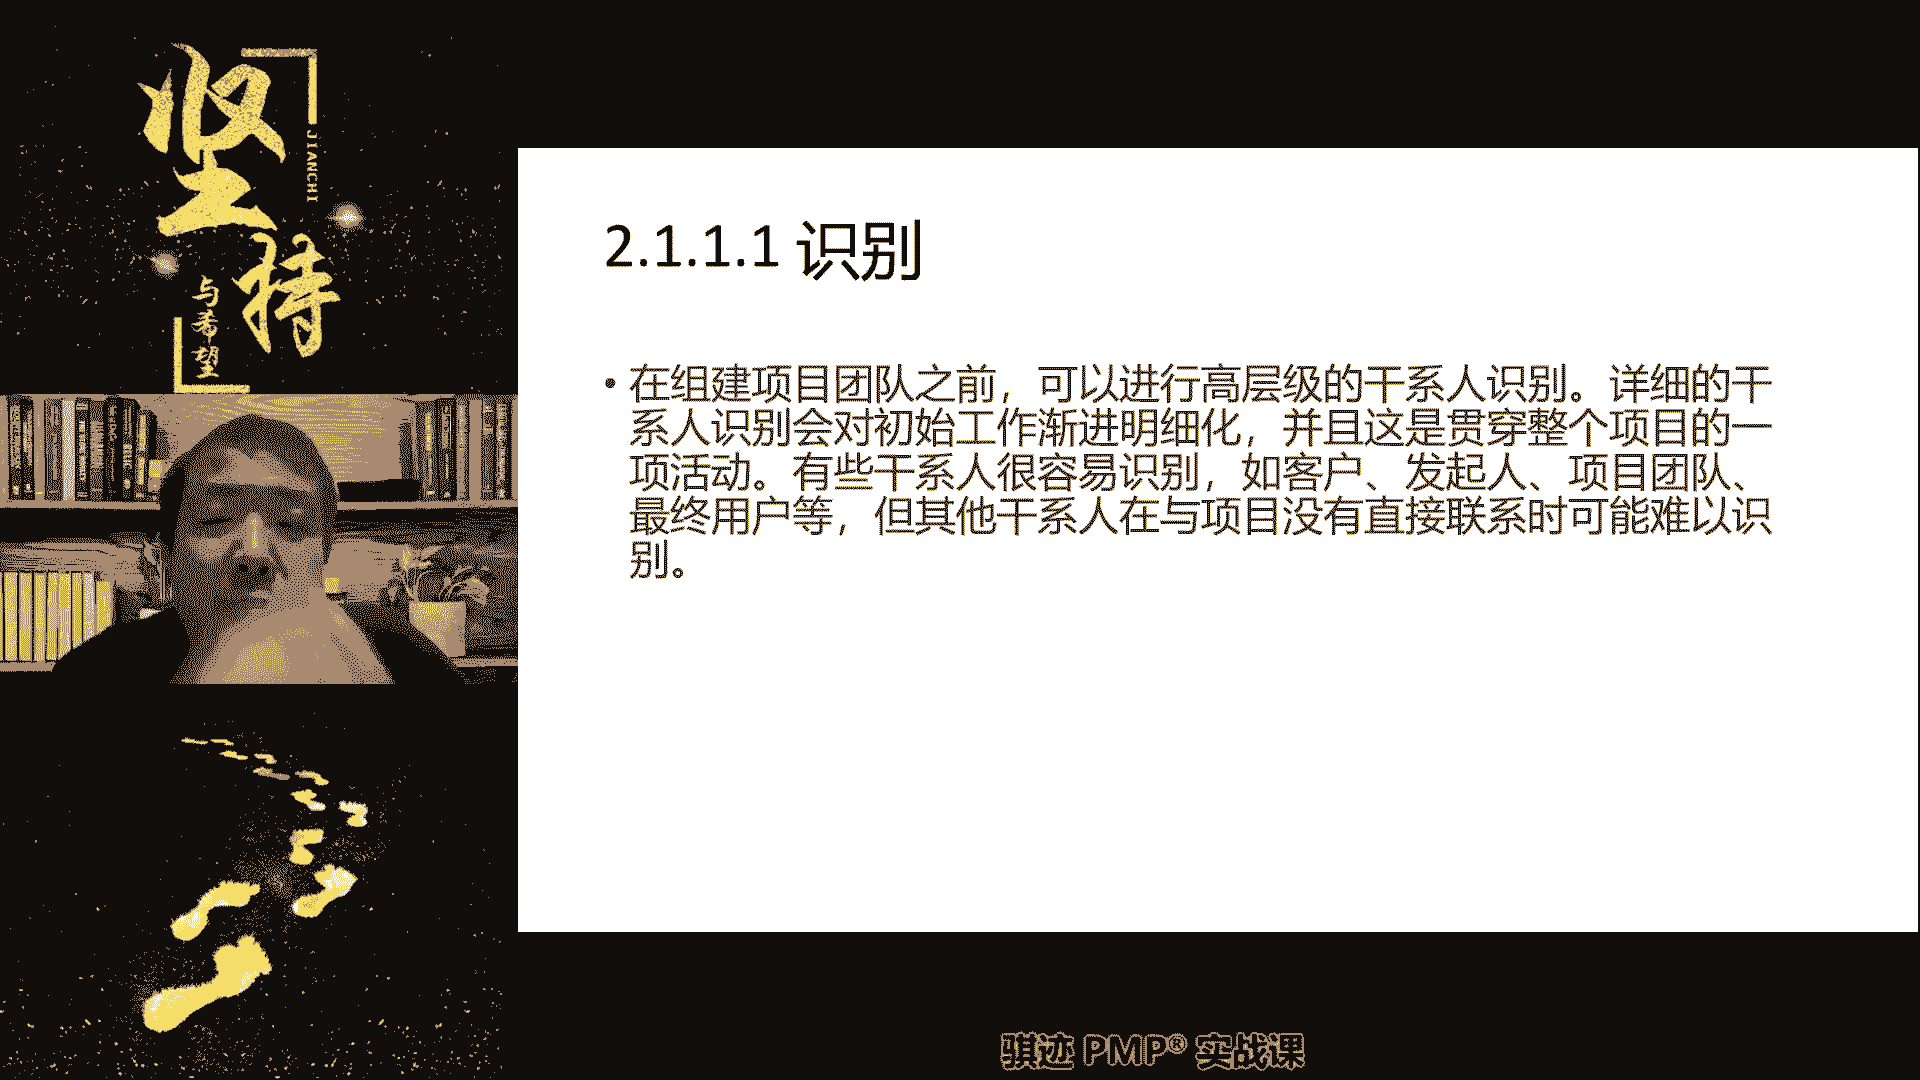 坚持
JIANCHI
与希望
2.1.1.1 识别
• 在组建项目团队之前，可以进行高层级的干系人识别。详细的干
系人识别会对初始工作渐进明细化，并且这是贯穿整个项目的一
项活动。有些干系人很容易识别，如客户、发起人、项目团队、
最终用户等，但其他干系人在与项目没有直接联系时可能难以识
别。
骐迹 PMP® 实战课